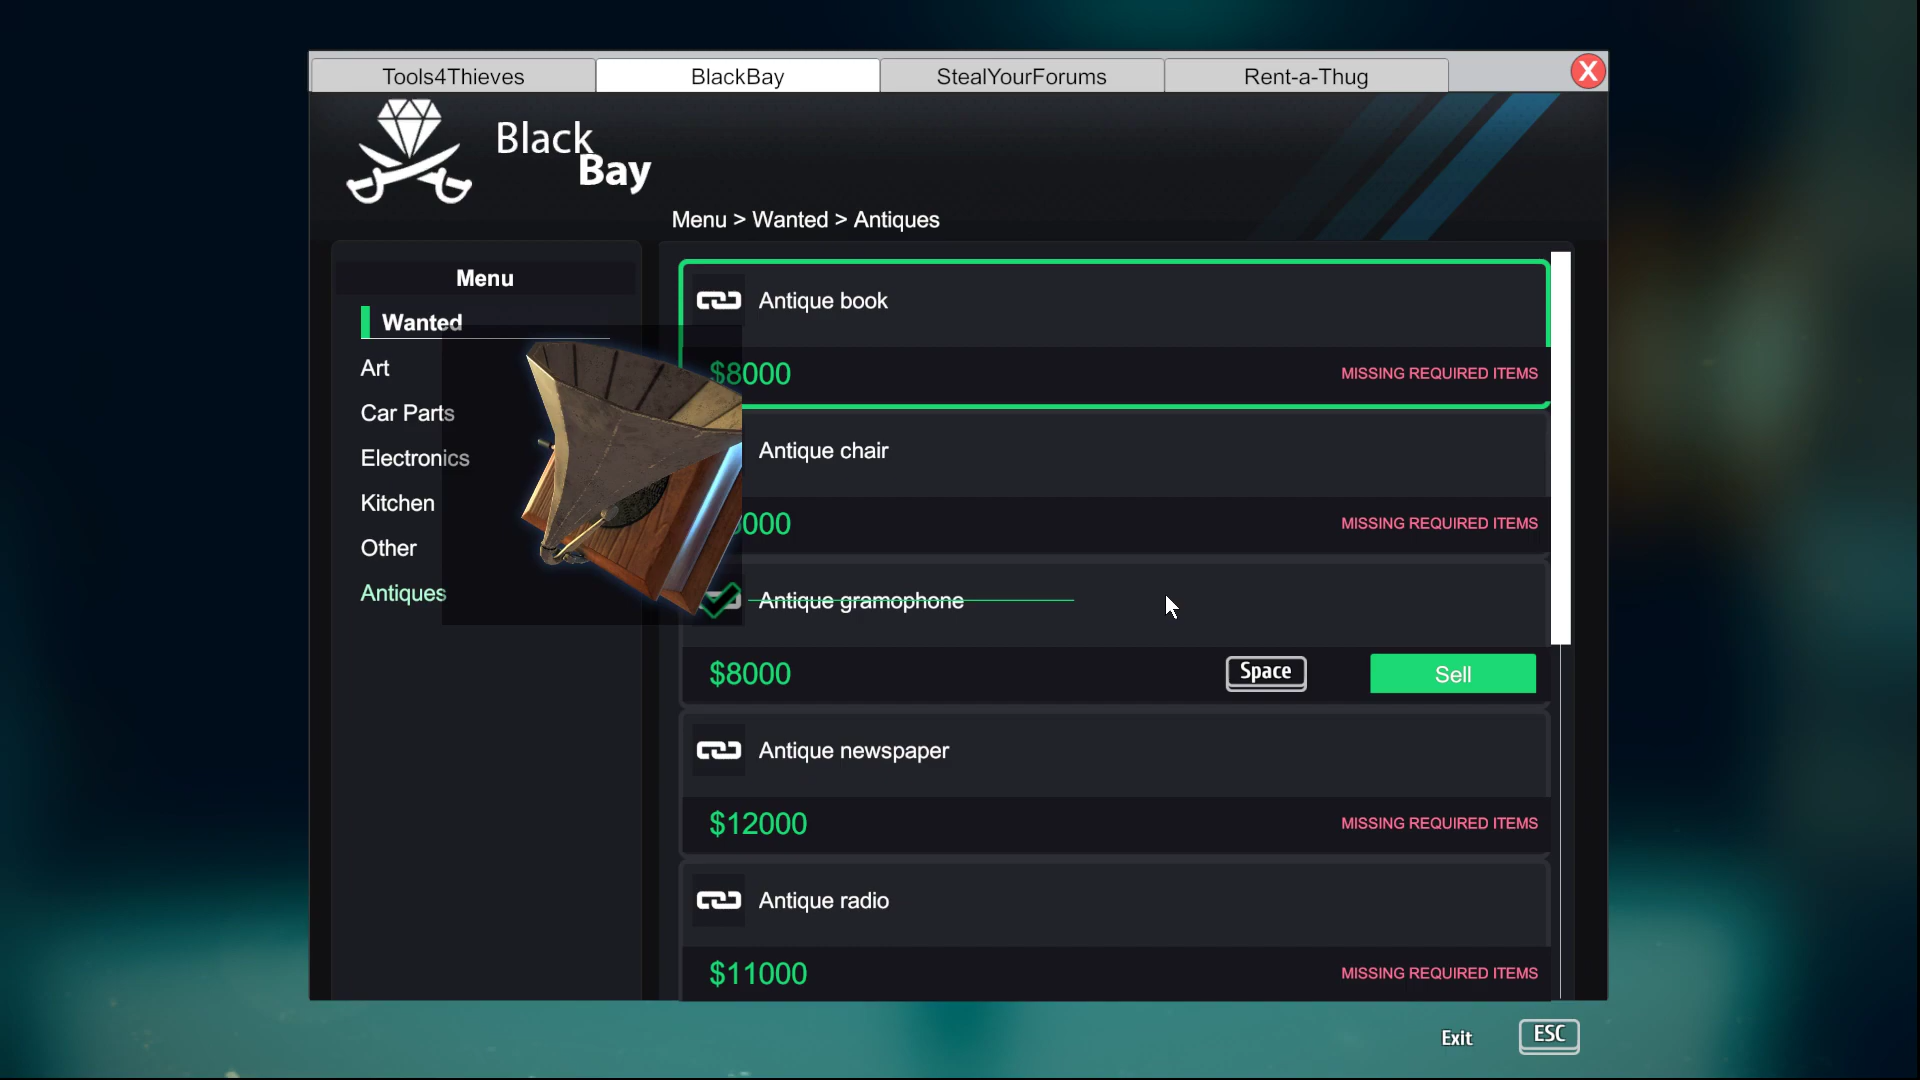 Tools4Thieves
BlackBay
StealYourForums
Rent-a-Thug
X
Black
Bay
Menu > Wanted > Antiques
Menu
Wanted
Art
Car Parts
Electronics
Kitchen
Other
Antiques
Antique book
$8000
MISSING REQUIRED ITEMS
Antique chair
000
MISSING REQUIRED ITEMS
Antique gramophone
$8000
Space
Sell
Antique newspaper
$12000
MISSING REQUIRED ITEMS
Antique radio
$11000
MISSING REQUIRED ITEMS
Exit
ESC